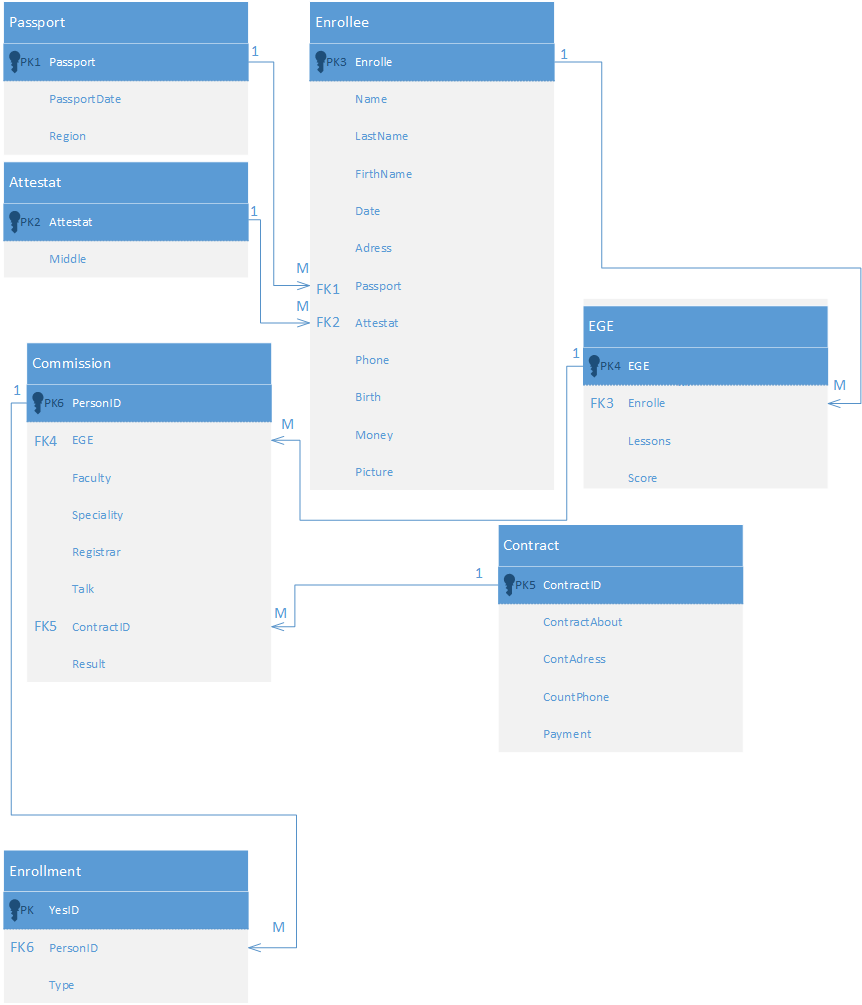 Passport
PK1 Passport
PassportDate
Region
1
Attestat
PK2 Attestat
Middle
1
Enrollee
PK3 Enrolle
Name
LastName
FirthName
Date
Adress
M
FK1 Passport
M
FK2 Attestat
Phone
Birth
Money
Picture
1
EGE
1
PK4 EGE
M
FK3 Enrolle
Lessons
Score
Commission
1
PK6 PersonID
M
FK4 EGE
Faculty
Speciality
Registrar
Talk
M
FK5 ContractID
Result
Contract
1
PK5 ContractID
ContractAbout
ContAdress
CountPhone
Payment
Enrollment
PK YesID
M
FK6 PersonID
Type